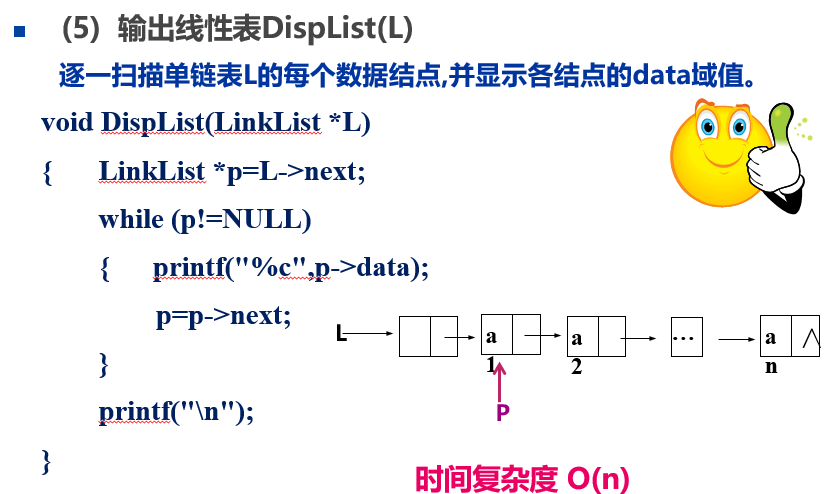 (5) 输出线性表DispList(L)
逐一扫描单链表L的每个数据结点,并显示各结点的data域值。
void DispList(LinkList *L)
{ LinkList *p=L->next;
while (p!=NULL)
{ printf("%c",p->data);
p=p->next;
}
printf("\n");
}
L a1 a2 … an ∧
P
时间复杂度 O(n)